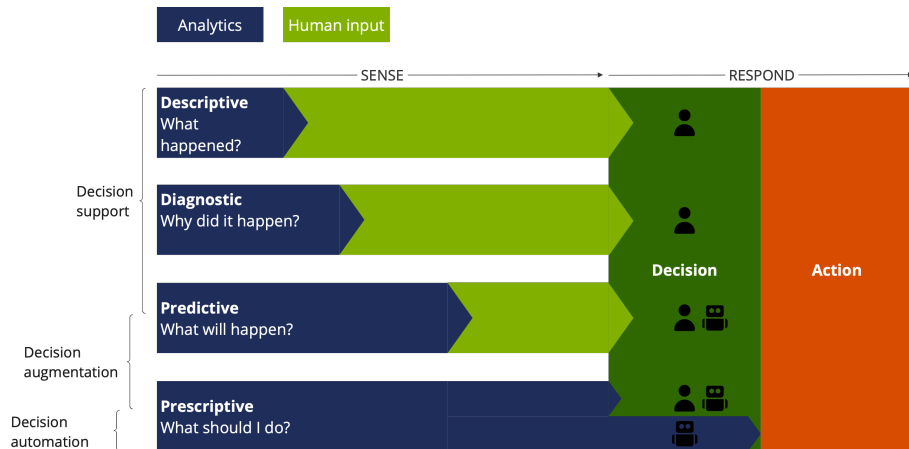 Analytics
Human input
SENSE
RESPOND
Descriptive
What
happened?
Decision
support
Diagnostic
Why did it happen?
Decision
Action
Predictive
What will happen?
Decision
augmentation
Prescriptive
What should I do?
Decision
automation